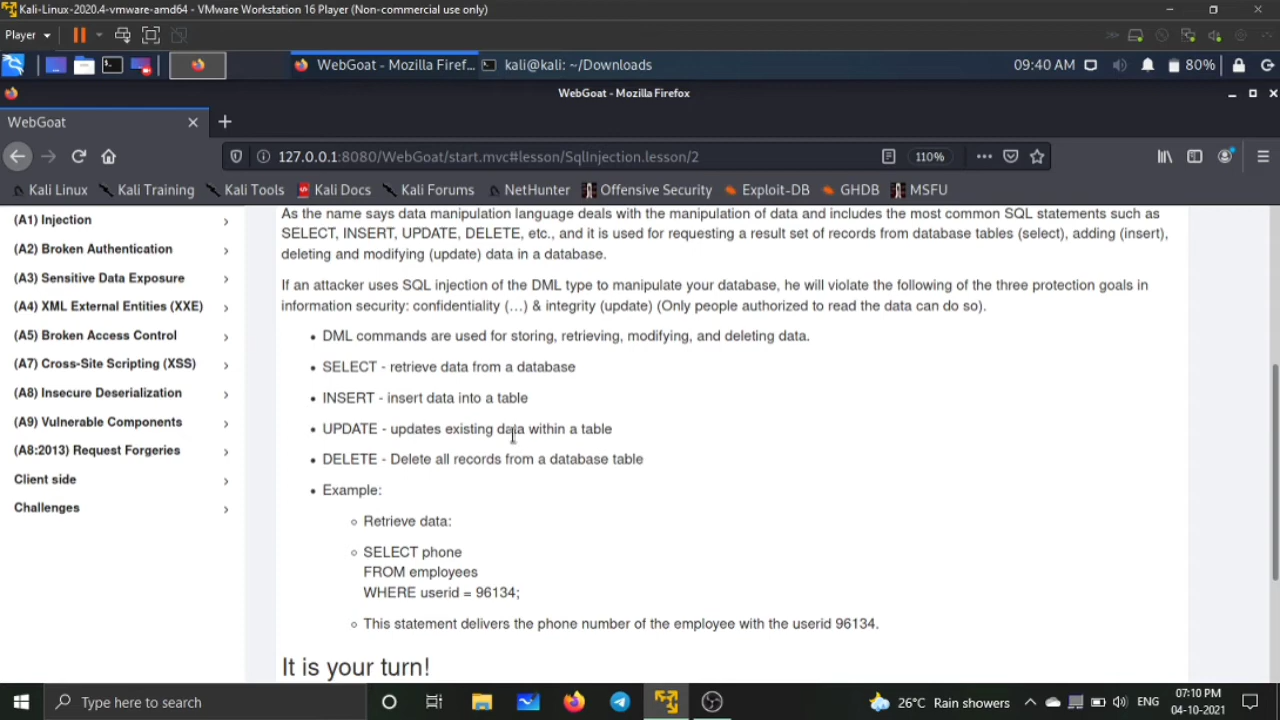 Kali-Linux-2020.4-vmware-amd64 - VMware Workstation 16 Player (Non-commercial use only)
Player
WebGoat - Mozilla Firef... kali@kali: ~/Downloads 09:40 AM 80%
WebGoat - Mozilla Firefox
WebGoat
127.0.0.1:8080/WebGoat/start.mvc#lesson/SqlInjection.lesson/2 110%
Kali Linux Kali Training Kali Tools Kali Docs Kali Forums NetHunter Offensive Security Exploit-DB GHDB MSFU
(A1) Injection
(A2) Broken Authentication
(A3) Sensitive Data Exposure
(A4) XML External Entities (XXE)
(A5) Broken Access Control
(A7) Cross-Site Scripting (XSS)
(A8) Insecure Deserialization
(A9) Vulnerable Components
(A8:2013) Request Forgeries
Client side
Challenges
As the name says data manipulation language deals with the manipulation of data and includes the most common SQL statements such as
SELECT, INSERT, UPDATE, DELETE, etc., and it is used for requesting a result set of records from database tables (select), adding (insert),
deleting and modifying (update) data in a database.
If an attacker uses SQL injection of the DML type to manipulate your database, he will violate the following of the three protection goals in
information security: confidentiality (…) & integrity (update) (Only people authorized to read the data can do so).
• DML commands are used for storing, retrieving, modifying, and deleting data.
• SELECT - retrieve data from a database
• INSERT - insert data into a table
• UPDATE - updates existing data within a table
• DELETE - Delete all records from a database table
• Example:
◦ Retrieve data:
◦ SELECT phone
FROM employees
WHERE userid = 96134;
◦ This statement delivers the phone number of the employee with the userid 96134.
It is your turn!
Type here to search 26°C Rain showers ENG 07:10 PM
04-10-2021